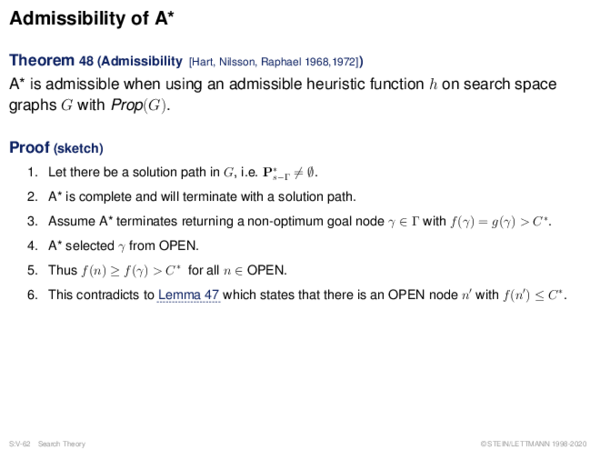 Admissibility of A*
Theorem 48 (Admissibility [Hart, Nilsson, Raphael 1968,1972])
A* is admissible when using an admissible heuristic function h on search space
graphs G with Prop(G).
Proof (sketch)
1. Let there be a solution path in G, i.e. P*ₛ₋Γ ≠ ∅.
2. A* is complete and will terminate with a solution path.
3. Assume A* terminates returning a non-optimum goal node γ ∈ Γ with f(γ) = g(γ) > C*.
4. A* selected γ from OPEN.
5. Thus f(n) ≥ f(γ) > C* for all n ∈ OPEN.
6. This contradicts to Lemma 47 which states that there is an OPEN node n′ with f(n′) ≤ C*.
S:V-62 Search Theory ©STEIN/LETTMANN 1998-2020